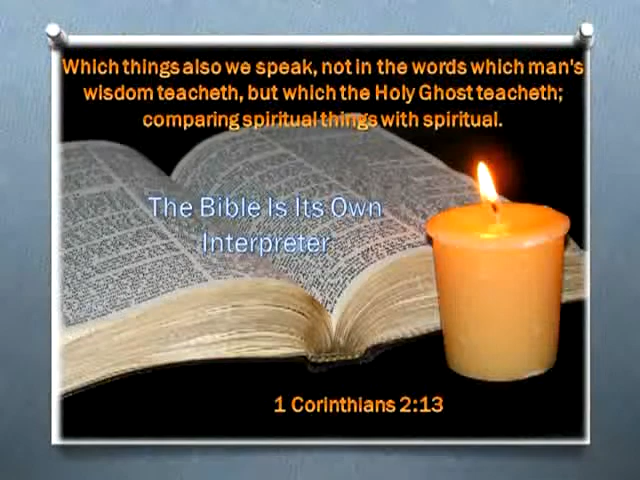 Which things also we speak, not in the words which man's
wisdom teacheth, but which the Holy Ghost teacheth;
comparing spiritual things with spiritual.
The Bible Is Its Own
Interpreter
1 Corinthians 2:13